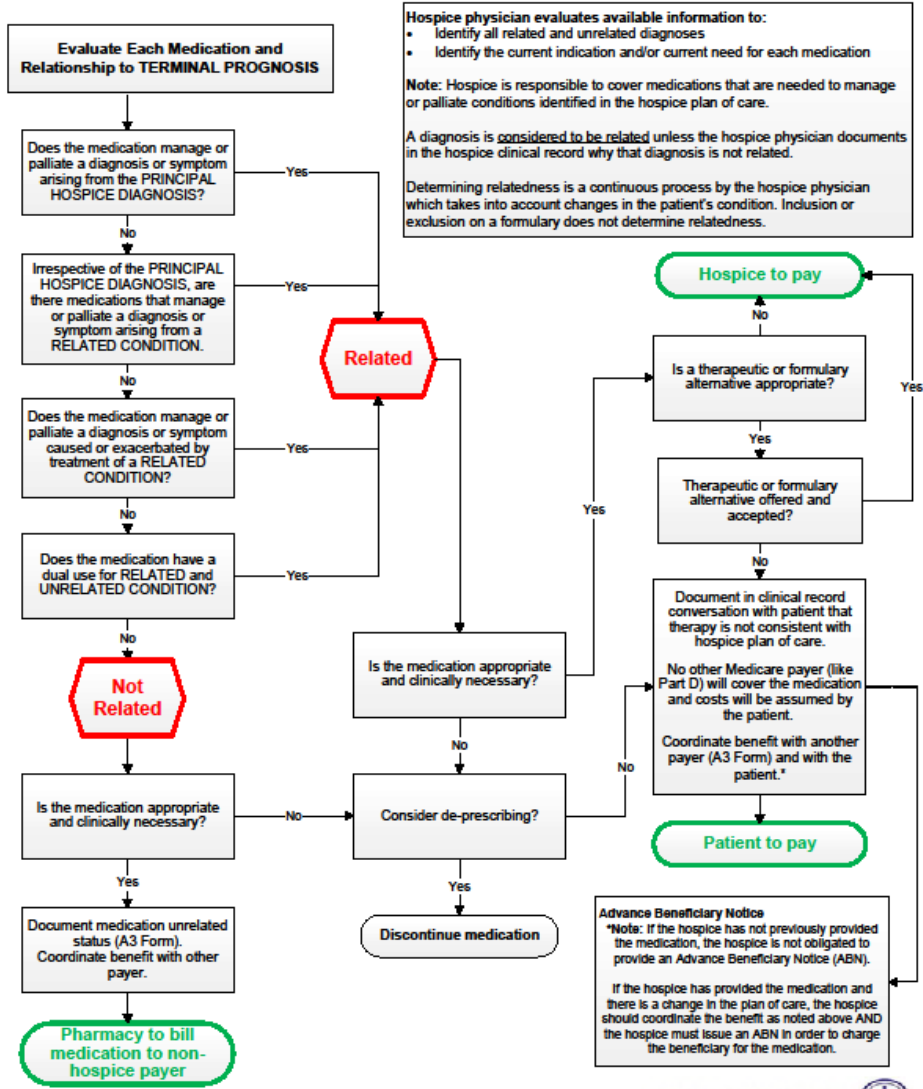 Evaluate Each Medication and
Relationship to TERMINAL PROGNOSIS
Hospice physician evaluates available information to:
• Identify all related and unrelated diagnoses
• Identify the current indication and/or current need for each medication
Note: Hospice is responsible to cover medications that are needed to manage
or palliate conditions identified in the hospice plan of care.
A diagnosis is considered to be related unless the hospice physician documents
in the hospice clinical record why that diagnosis is not related.
Determining relatedness is a continuous process by the hospice physician
which takes into account changes in the patient's condition. Inclusion or
exclusion on a formulary does not determine relatedness.
Does the medication manage or
palliate a diagnosis or symptom
arising from the PRINCIPAL
HOSPICE DIAGNOSIS?
Yes
No
Irrespective of the PRINCIPAL
HOSPICE DIAGNOSIS, are
there medications that manage
or palliate a diagnosis or
symptom arising from a
RELATED CONDITION.
Yes
No
Does the medication manage or
palliate a diagnosis or symptom
caused or exacerbated by
treatment of a RELATED
CONDITION?
Yes
No
Does the medication have a
dual use for RELATED and
UNRELATED CONDITION?
Yes
No
Related
Not
Related
Is the medication appropriate
and clinically necessary?
No
Yes
Document medication unrelated
status (A3 Form).
Coordinate benefit with other
payer.
Pharmacy to bill
medication to non-
hospice payer
Is the medication appropriate
and clinically necessary?
Yes
No
Consider de-prescribing?
No
Yes
Discontinue medication
Hospice to pay
No
Is a therapeutic or formulary
alternative appropriate?
Yes
Yes
Therapeutic or formulary
alternative offered and
accepted?
No
Document in clinical record
conversation with patient that
therapy is not consistent with
hospice plan of care.
No other Medicare payer (like
Part D) will cover the medication
and costs will be assumed by
the patient.
Coordinate benefit with another
payer (A3 Form) and with the
patient.*
Patient to pay
Advance Beneficiary Notice
*Note: If the hospice has not previously provided
the medication, the hospice is not obligated to
provide an Advance Beneficiary Notice (ABN).
If the hospice has provided the medication and
there is a change in the plan of care, the hospice
should coordinate the benefit as noted above AND
the hospice must issue an ABN in order to charge
the beneficiary for the medication.